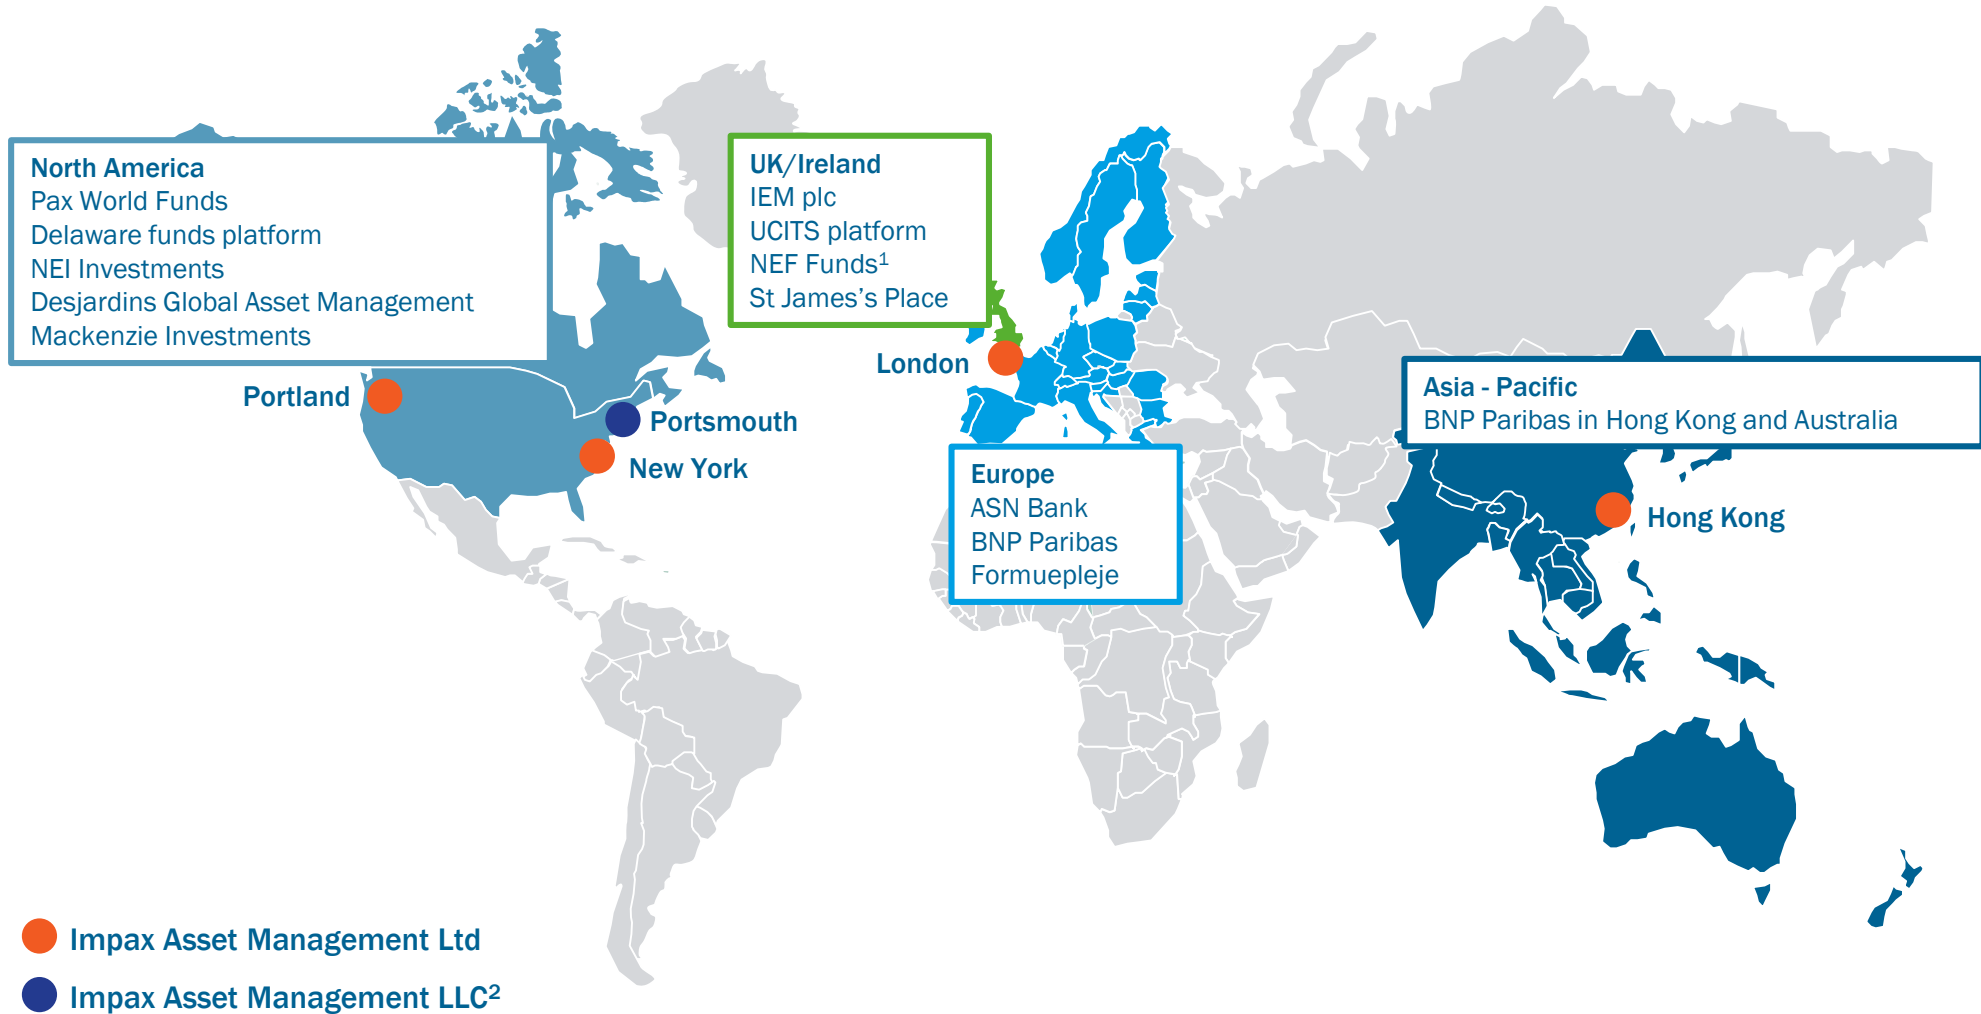 North America
Pax World Funds
Delaware funds platform
NEI Investments
Desjardins Global Asset Management
Mackenzie Investments
UK/Ireland
IEM plc
UCITS platform
NEF Funds¹
St James’s Place
London
Portland
Portsmouth
New York
Europe
ASN Bank
BNP Paribas
Formuepleje
Asia - Pacific
BNP Paribas in Hong Kong and Australia
Hong Kong
Impax Asset Management Ltd
Impax Asset Management LLC²